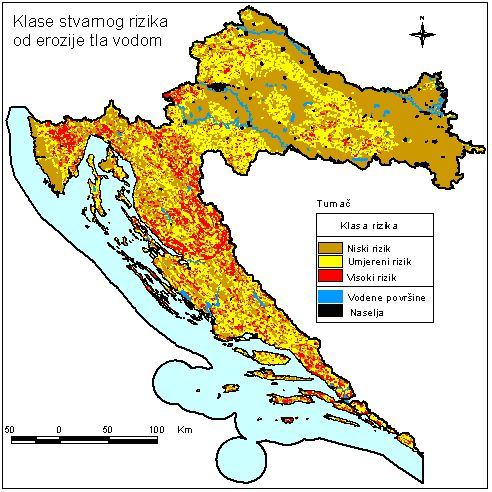 Klase stvarnog rizika
od erozije tla vodom
N
Tumač
Klasa rizika
Niski rizik
Umjereni rizik
Visoki rizik
Vodene površine
Naselja
50 0 50 100 Km